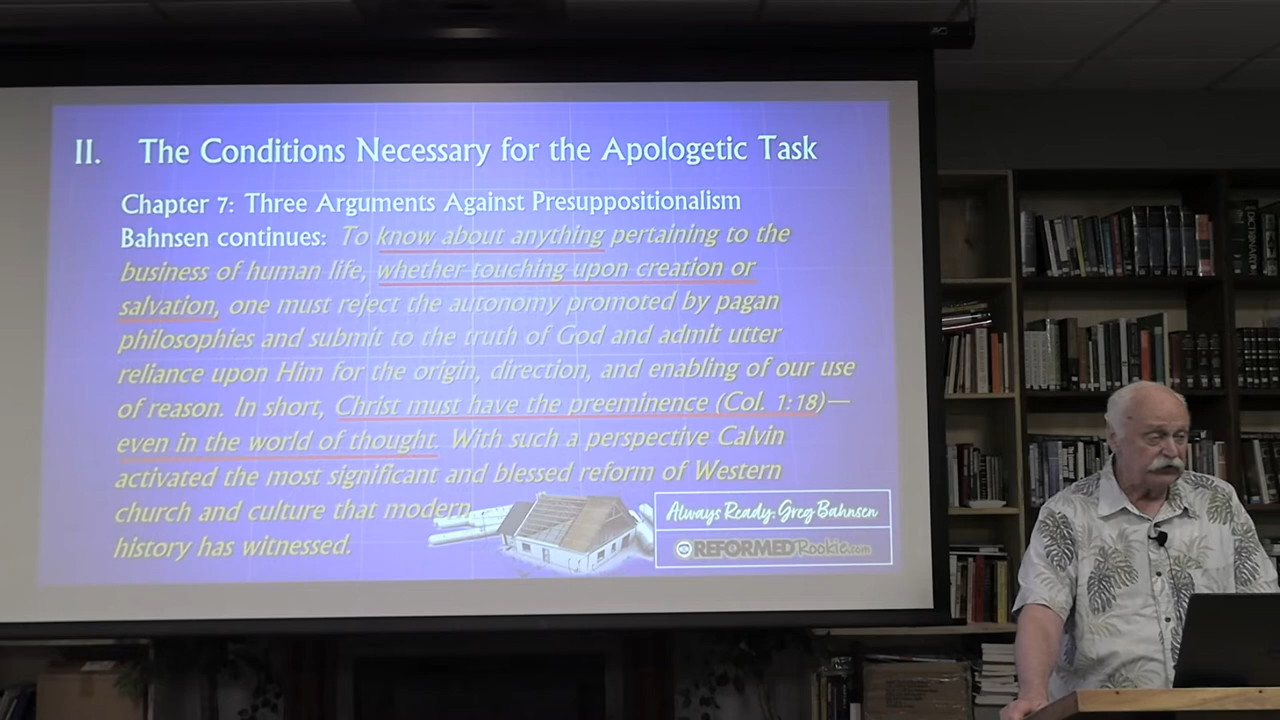 II. The Conditions Necessary for the Apologetic Task
Chapter 7: Three Arguments Against Presuppositionalism
Bahnsen continues: To know about anything pertaining to the
business of human life, whether touching upon creation or
salvation, one must reject the autonomy promoted by pagan
philosophies and submit to the truth of God and admit utter
reliance upon Him for the origin, direction, and enabling of our use
of reason. In short, Christ must have the preeminence (Col. 1:18)—
even in the world of thought. With such a perspective Calvin
activated the most significant and blessed reform of Western
church and culture that modern
history has witnessed.
Always Ready: Greg Bahnsen
REFORMEDRookie.com
DICTIONARY